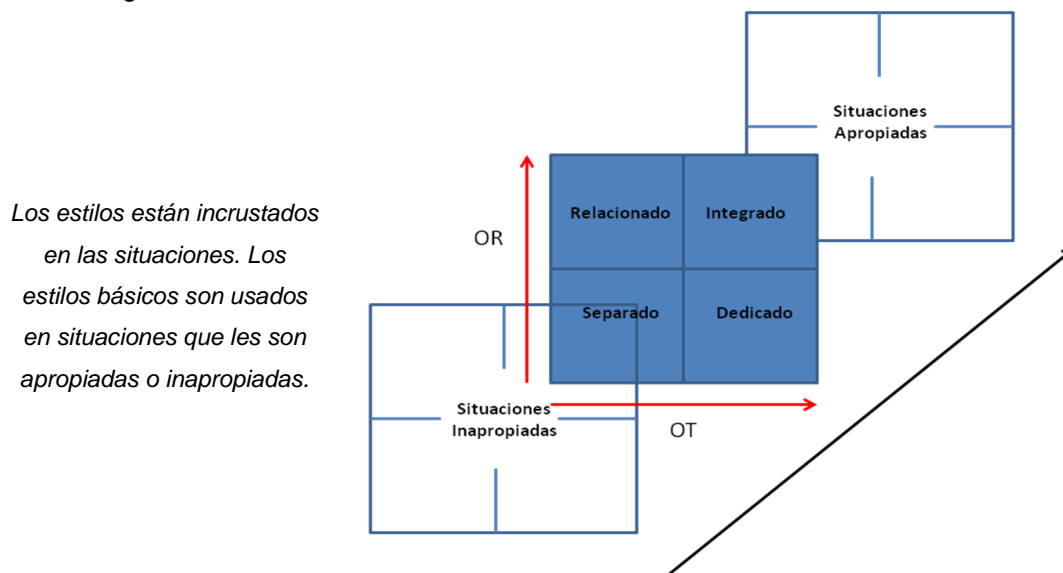 Situaciones
Apropiadas
Los estilos están incrustados
en las situaciones. Los
estilos básicos son usados
en situaciones que les son
apropiadas o inapropiadas.
Relacionado
Integrado
OR
Separado
Dedicado
Situaciones
Inapropiadas
OT